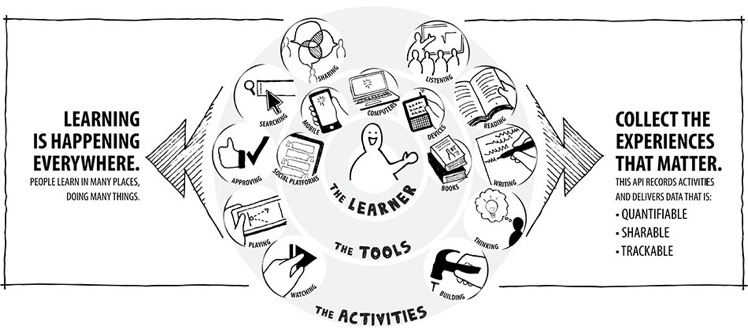 LEARNING
IS HAPPENING
EVERYWHERE.
PEOPLE LEARN IN MANY PLACES,
DOING MANY THINGS.
SHARING
LISTENING
SEARCHING
MOBILE
COMPUTERS
DEVICES
READING
APPROVING
SOCIAL PLATFORMS
BOOKS
WRITING
THE LEARNER
PLAYING
THINKING
THE TOOLS
WATCHING
BUILDING
THE ACTIVITIES
COLLECT THE
EXPERIENCES
THAT MATTER.
THIS API RECORDS ACTIVITIES
AND DELIVERS DATA THAT IS:
• QUANTIFIABLE
• SHARABLE
• TRACKABLE